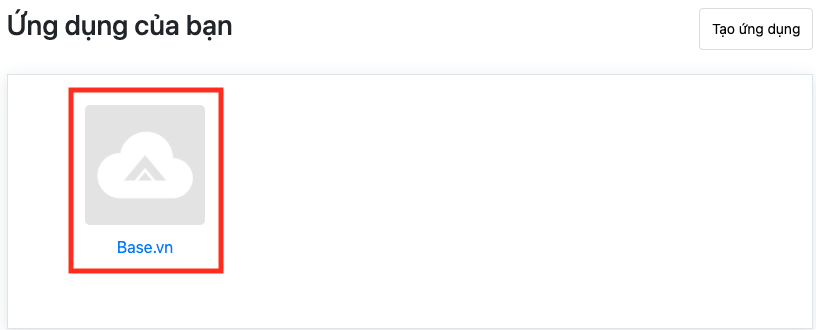 Ứng dụng của bạn
Tạo ứng dụng
Base.vn